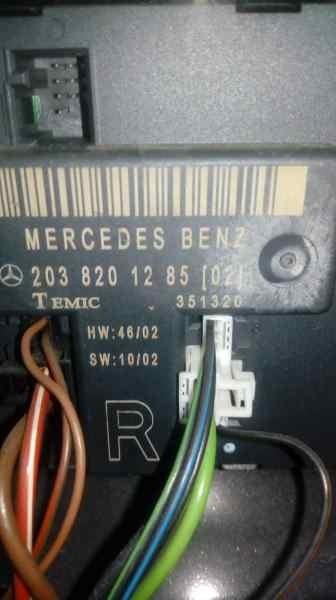 MERCEDES BENZ
203 820 12 85 [02]
TEMIC 351320
HW:46/02
SW:10/02
R